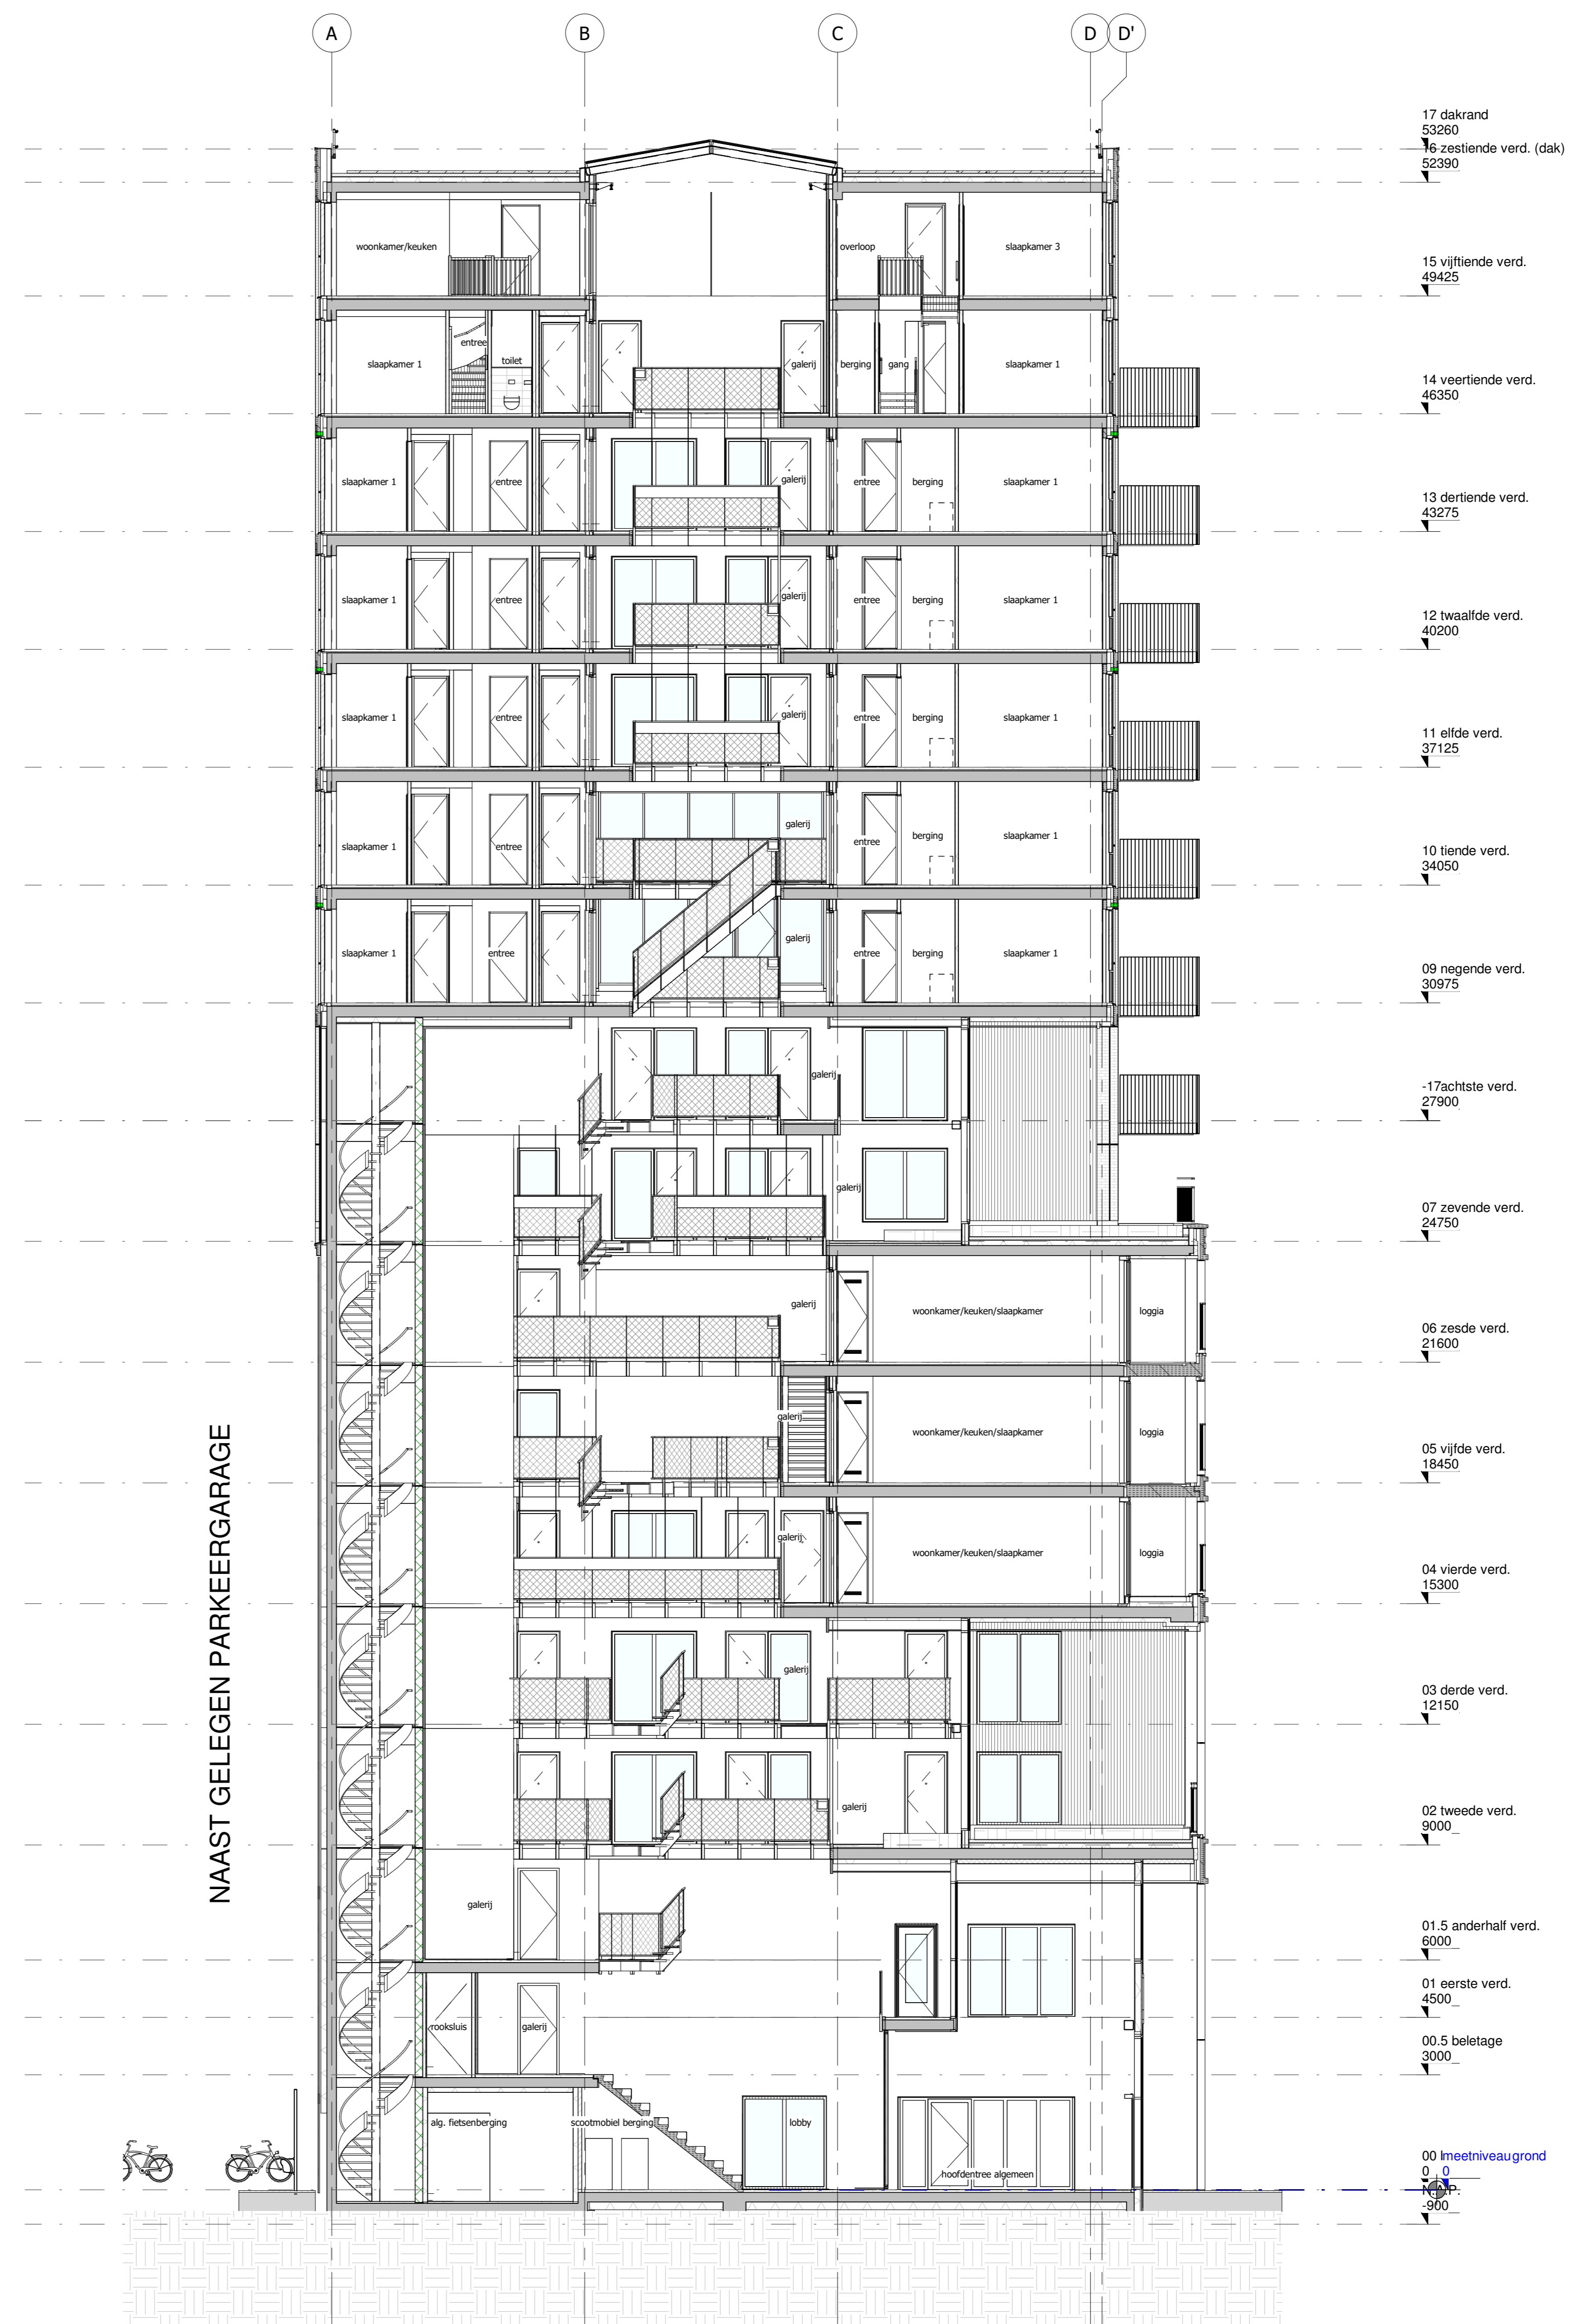 A B C D D'
17 dakrand
53260
16 zestiende verd. (dak)
52390
woonkamer/keuken
overloop
slaapkamer 3
15 vijftiende verd.
49425
slaapkamer 1
entree
toilet
galerij
berging
gang
slaapkamer 1
14 veertiende verd.
46350
slaapkamer 1
entree
galerij
entree
berging
slaapkamer 1
13 dertiende verd.
43275
slaapkamer 1
entree
galerij
entree
berging
slaapkamer 1
12 twaalfde verd.
40200
slaapkamer 1
entree
galerij
entree
berging
slaapkamer 1
11 elfde verd.
37125
slaapkamer 1
entree
galerij
entree
berging
slaapkamer 1
10 tiende verd.
34050
slaapkamer 1
entree
galerij
entree
berging
slaapkamer 1
09 negende verd.
30975
galerij
-17achtste verd.
27900
galerij
07 zevende verd.
24750
galerij
woonkamer/keuken/slaapkamer
loggia
06 zesde verd.
21600
galerij
woonkamer/keuken/slaapkamer
loggia
05 vijfde verd.
18450
galerij
woonkamer/keuken/slaapkamer
loggia
04 vierde verd.
15300
galerij
03 derde verd.
12150
galerij
02 tweede verd.
9000
NAAST GELEGEN PARKEERGARAGE
galerij
01.5 anderhalf verd.
6000
01 eerste verd.
4500
rooksluis
galerij
00.5 beletage
3000
alg. fietsenberging
scootmobiel berging
lobby
hoofdentree algemeen
00
meetniveau grond
0 0
N.A.P.
-900